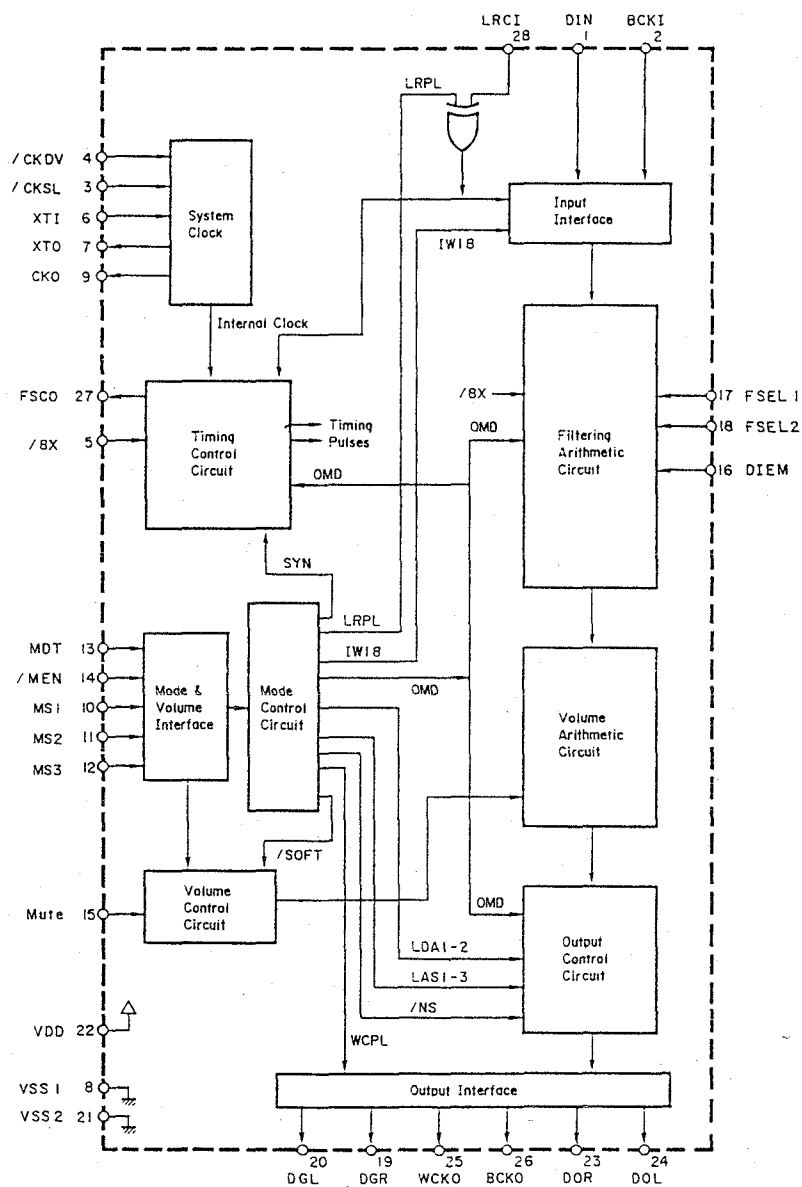 LRCI DIN BCKI
28 1 2
LRPL
/CKDV 4
/CKSL 3
XTI 6
XTO 7
CKO 9
System
Clock
Input
Interface
IW18
Internal Clock
FSCO 27
/8X 5
Timing
Control
Circuit
Timing
Pulses
OMD
/8X
OMD
Filtering
Arithmetic
Circuit
17 FSEL1
18 FSEL2
16 DIEM
SYN
LRPL
IW18
OMD
MDT 13
/MEN 14
MS1 10
MS2 11
MS3 12
Mode &
Volume
Interface
Mode
Control
Circuit
Volume
Arithmetic
Circuit
/SOFT
Mute 15
Volume
Control
Circuit
OMD
LDA1-2
LAS1-3
/NS
WCPL
Output
Control
Circuit
VDD 22
VSS1 8
VSS2 21
Output Interface
20 19 25 26 23 24
DGL DGR WCKO BCKO DOR DOL